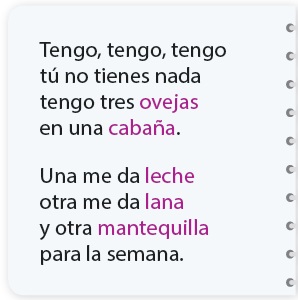 Tengo, tengo, tengo
tú no tienes nada
tengo tres ovejas
en una cabaña.
Una me da leche
otra me da lana
y otra mantequilla
para la semana.